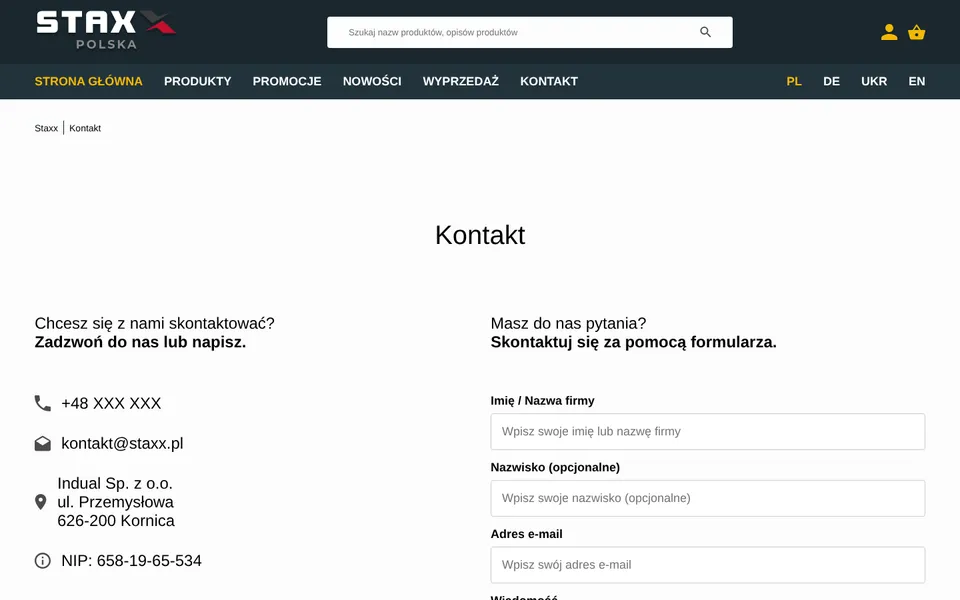 STAXX
POLSKA
Szukaj nazw produktów, opisów produktów
STRONA GŁÓWNA PRODUKTY PROMOCJE NOWOŚCI WYPRZEDAŻ KONTAKT PL DE UKR EN
Staxx Kontakt
Kontakt
Chcesz się z nami skontaktować?
Zadzwoń do nas lub napisz.
+48 XXX XXX
kontakt@staxx.pl
Indual Sp. z o.o.
ul. Przemysłowa
626-200 Kornica
NIP: 658-19-65-534
Masz do nas pytania?
Skontaktuj się za pomocą formularza.
Imię / Nazwa firmy
Wpisz swoje imię lub nazwę firmy
Nazwisko (opcjonalne)
Wpisz swoje nazwisko (opcjonalne)
Adres e-mail
Wpisz swój adres e-mail
Wiadomość